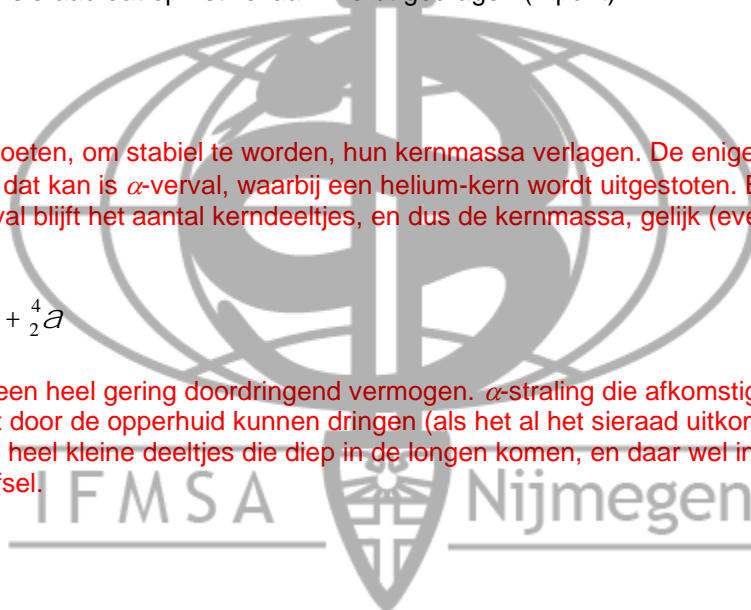 oeten, om stabiel te worden, hun kernmassa verlagen. De enige
dat kan is α-verval, waarbij een helium-kern wordt uitgestoten.
val blijft het aantal kerndeeltjes, en dus de kernmassa, gelijk (eve
+ ⁴₂a
een heel gering doordringend vermogen. α-straling die afkomstig
t door de opperhuid kunnen dringen (als het al het sieraad uitkor
heel kleine deeltjes die diep in de longen komen, en daar wel in
fsel.
IFMSA Nijmegen